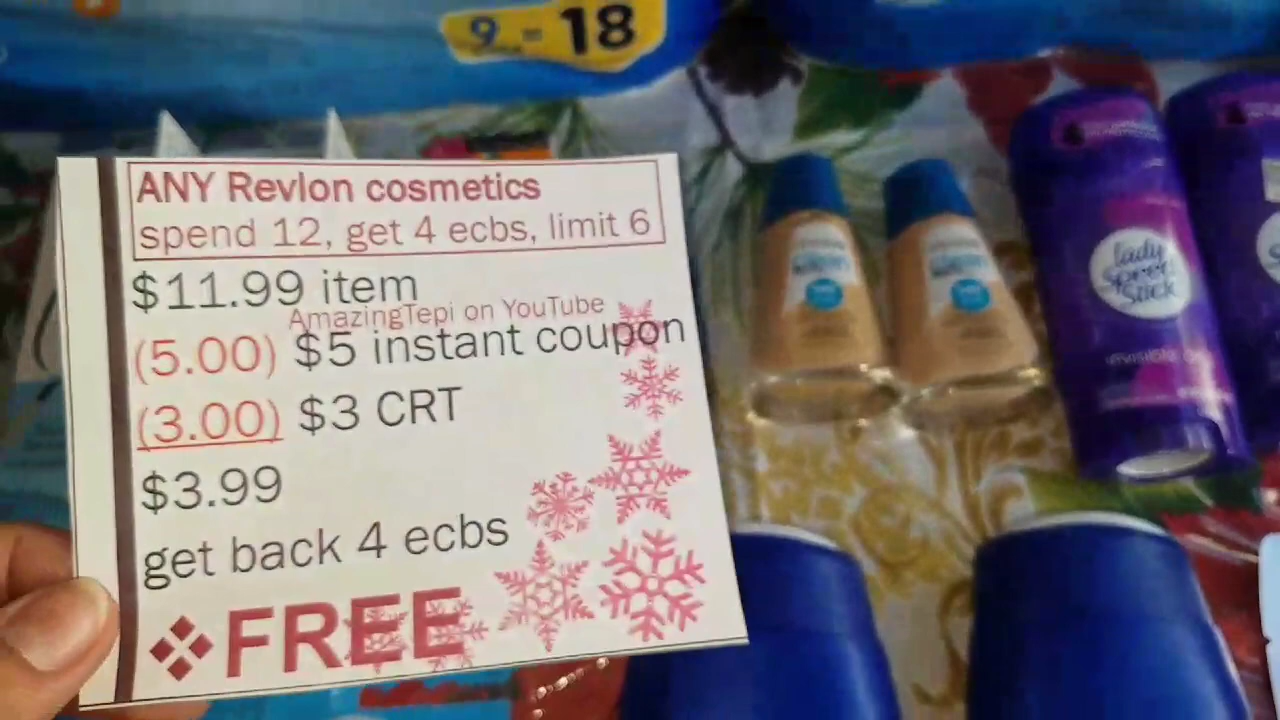 9 = 18
ANY Revlon cosmetics
spend 12, get 4 ecbs, limit 6
$11.99 item
AmazingTepi on YouTube
(5.00) $5 instant coupon
(3.00) $3 CRT
$3.99
get back 4 ecbs
FREE
lady
Speed
Stick